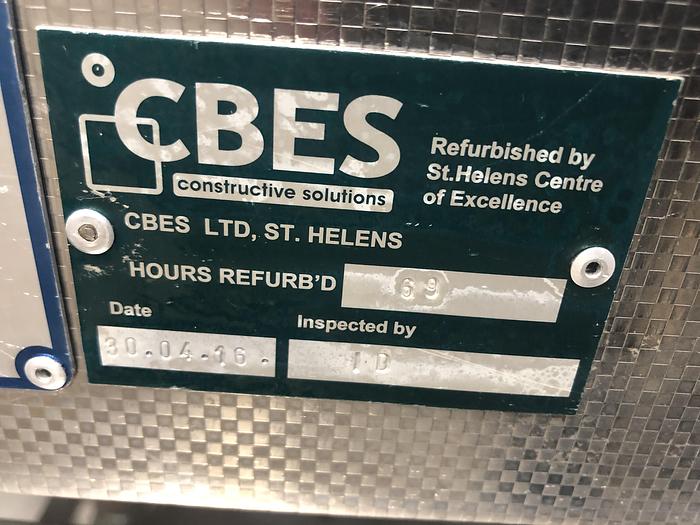 CBES
constructive solutions
Refurbished by
St.Helens Centre
of Excellence
CBES LTD, ST. HELENS
HOURS REFURB'D 69
Date
30.04.16.
Inspected by
I.D